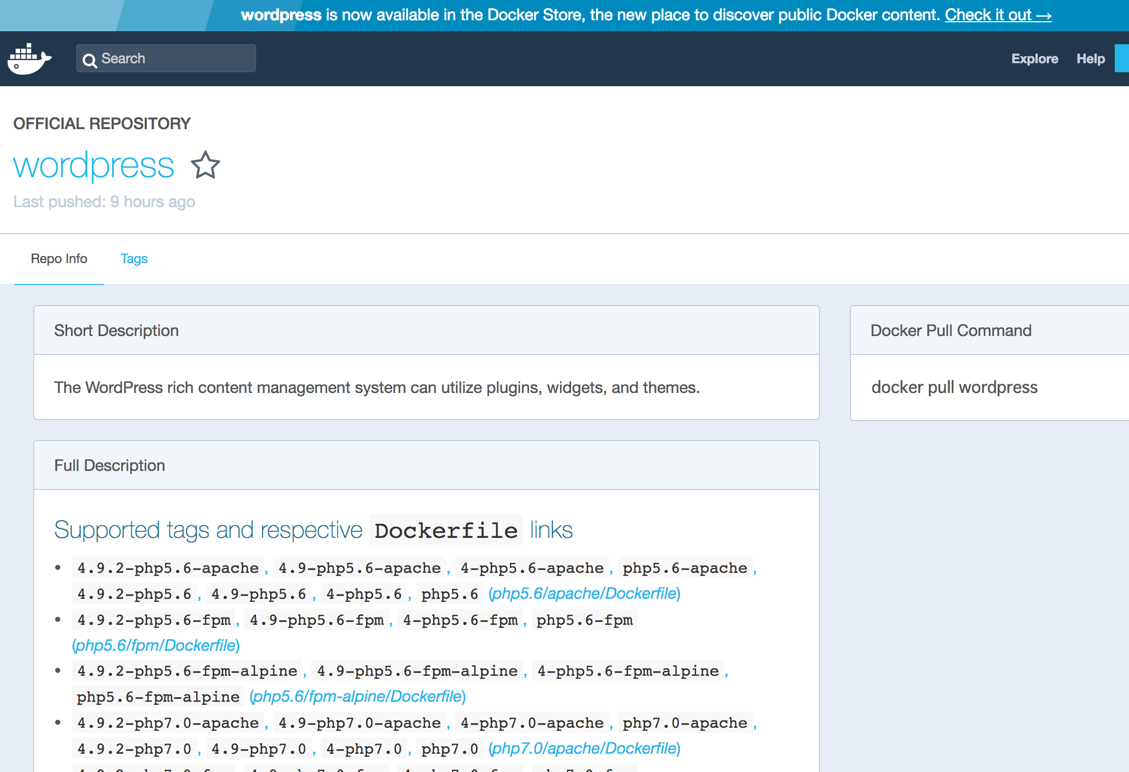 wordpress is now available in the Docker Store, the new place to discover public Docker content. Check it out →
Search
Explore Help
OFFICIAL REPOSITORY
wordpress
Last pushed: 9 hours ago
Repo Info Tags
Short Description
The WordPress rich content management system can utilize plugins, widgets, and themes.
Docker Pull Command
docker pull wordpress
Full Description
Supported tags and respective Dockerfile links
• 4.9.2-php5.6-apache, 4.9-php5.6-apache, 4-php5.6-apache, php5.6-apache,
4.9.2-php5.6, 4.9-php5.6, 4-php5.6, php5.6 (php5.6/apache/Dockerfile)
• 4.9.2-php5.6-fpm, 4.9-php5.6-fpm, 4-php5.6-fpm, php5.6-fpm
(php5.6/fpm/Dockerfile)
• 4.9.2-php5.6-fpm-alpine, 4.9-php5.6-fpm-alpine, 4-php5.6-fpm-alpine,
php5.6-fpm-alpine (php5.6/fpm-alpine/Dockerfile)
• 4.9.2-php7.0-apache, 4.9-php7.0-apache, 4-php7.0-apache, php7.0-apache,
4.9.2-php7.0, 4.9-php7.0, 4-php7.0, php7.0 (php7.0/apache/Dockerfile)